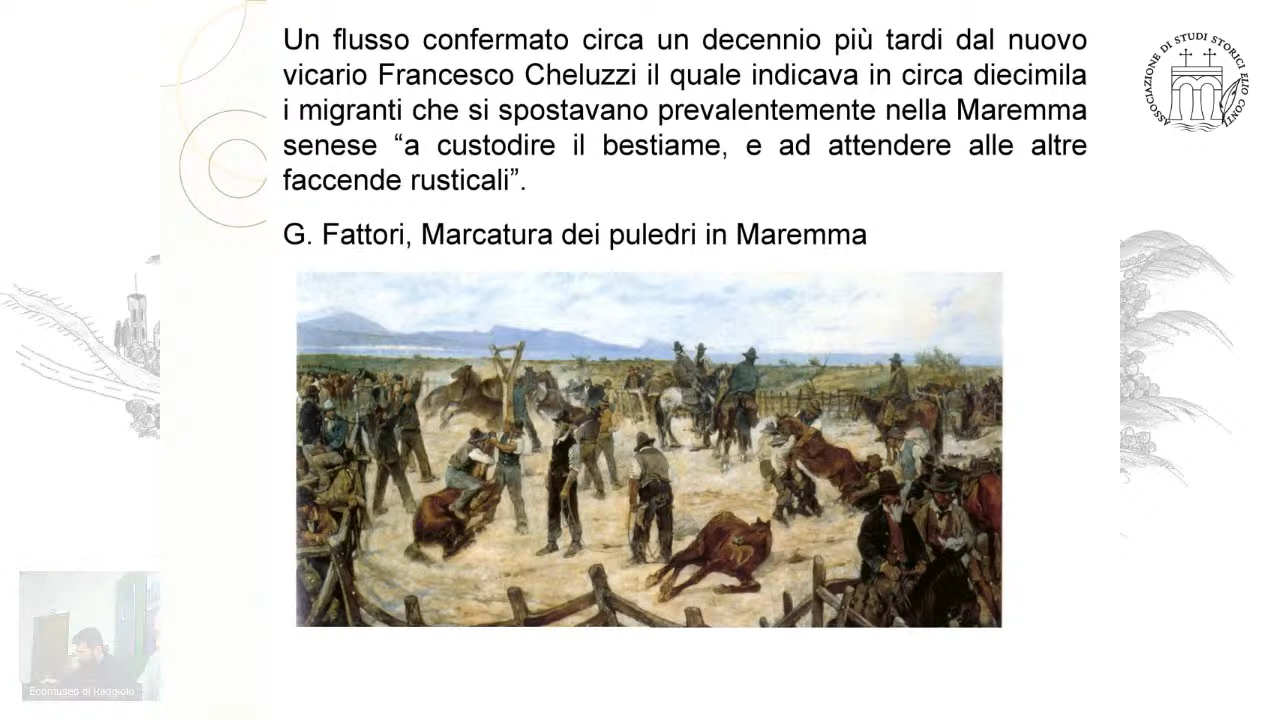 Un flusso confermato circa un decennio più tardi dal nuovo
vicario Francesco Cheluzzi il quale indicava in circa diecimila
i migranti che si spostavano prevalentemente nella Maremma
senese “a custodire il bestiame, e ad attendere alle altre
faccende rusticali”.
G. Fattori, Marcatura dei puledri in Maremma
ASSOCIAZIONE DI STUDI STORICI ELIO CONTI
Ecomuseo di Raggiolo